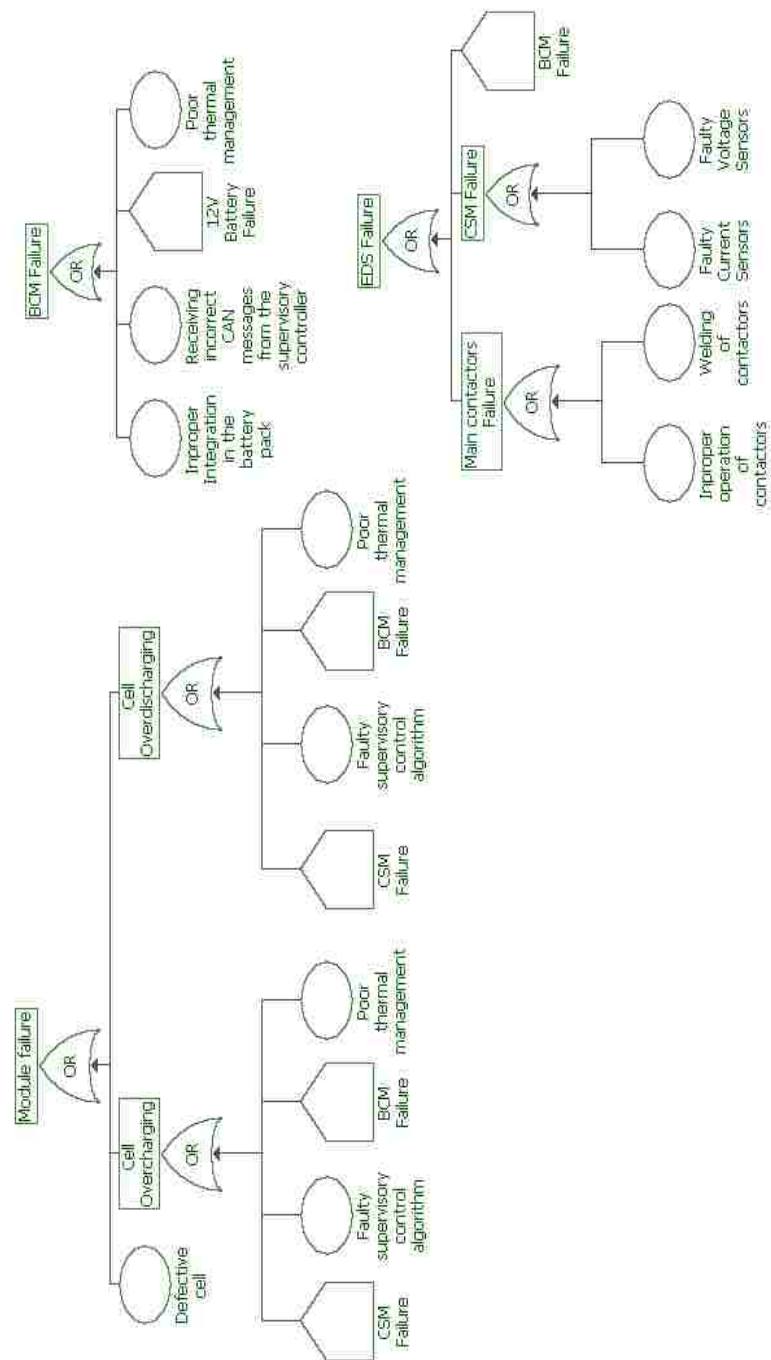 Module failure
OR
Defective
cell
Cell
Overcharging
OR
CSM
Failure
Faulty
supervisory
control
algorithm
BCM
Failure
Poor
thermal
management
Cell
Overdischarging
OR
CSM
Failure
Faulty
supervisory
control
algorithm
BCM
Failure
Poor
thermal
management
BCM Failure
OR
Inproper
Integration
in the
battery
pack
Receiving
incorrect
CAN
messages
from the
supervisory
controller
12V
Battery
Failure
Poor
thermal
management
EDS Failure
OR
Main contactors
Failure
OR
Inproper
operation
of
contactors
Welding
of
contactors
CSM Failure
OR
Faulty
Current
Sensors
Faulty
Voltage
Sensors
BCM
Failure